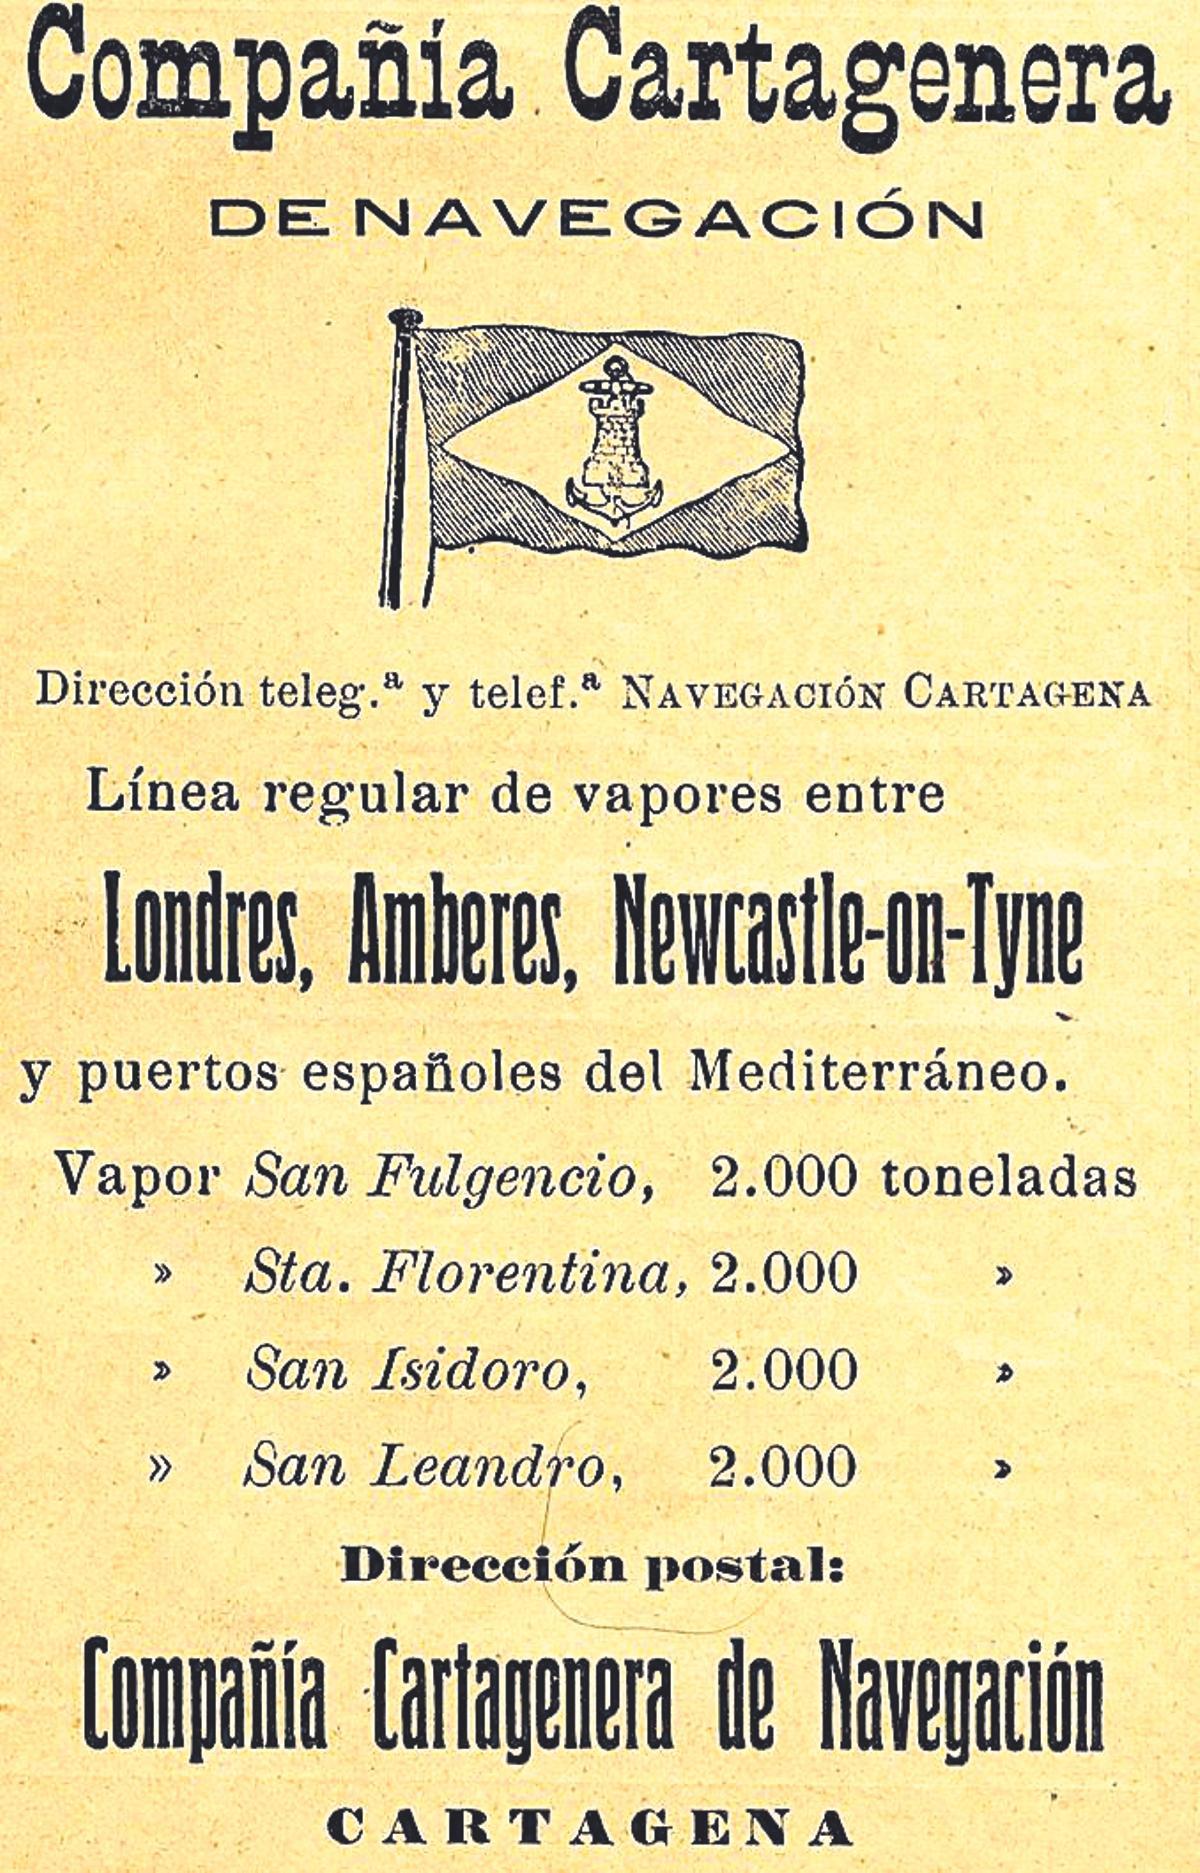 Compañía Cartagenera
DE NAVEGACIÓN
Dirección teleg.ª y telef.ª NAVEGACIÓN CARTAGENA
Línea regular de vapores entre
Londres, Amberes, Newcastle-on-Tyne
y puertos españoles del Mediterráneo.
Vapor San Fulgencio, 2.000 toneladas
» Sta. Florentina, 2.000 »
» San Isidoro, 2.000 »
» San Leandro, 2.000 »
Dirección postal:
Compañía Cartagenera de Navegación
CARTAGENA